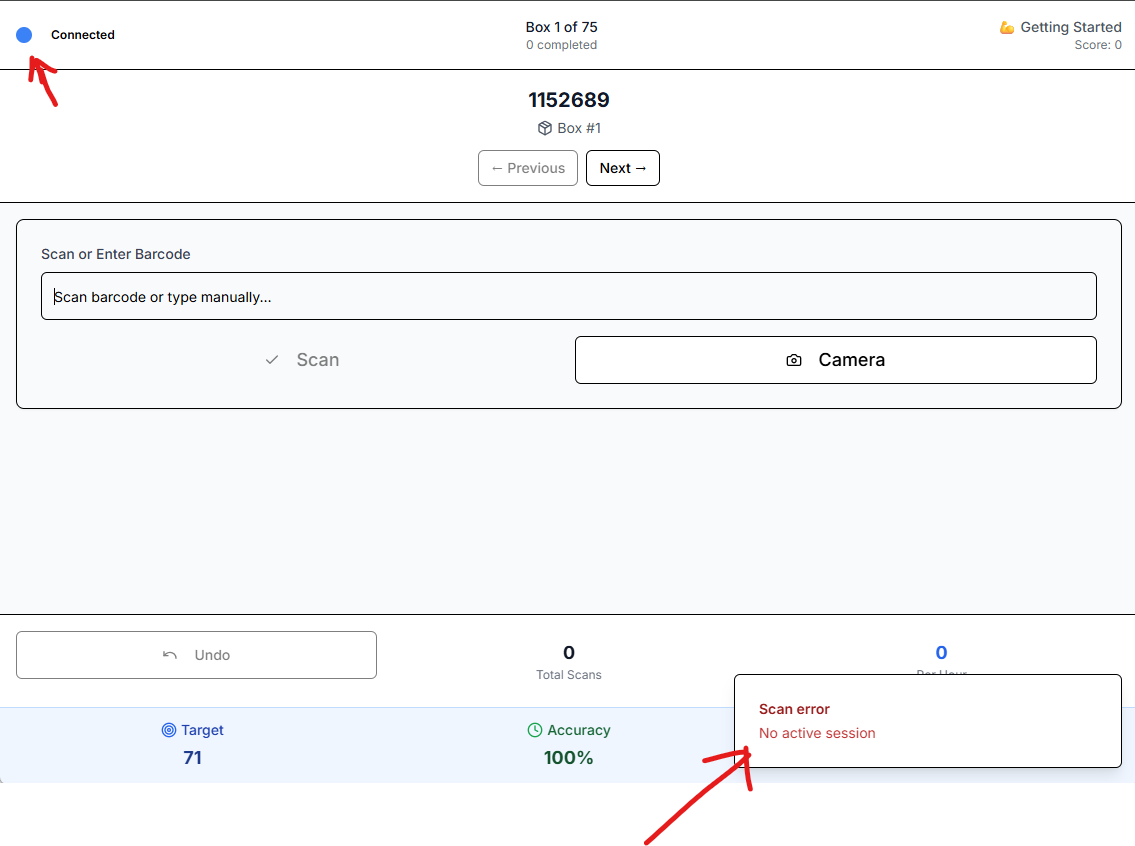 Connected
Box 1 of 75
0 completed
💪 Getting Started
Score: 0
1152689
Box #1
← Previous
Next →
Scan or Enter Barcode
Scan barcode or type manually...
Scan
Camera
Undo
0
Total Scans
0
Per Hour
Target
71
Accuracy
100%
Scan error
No active session